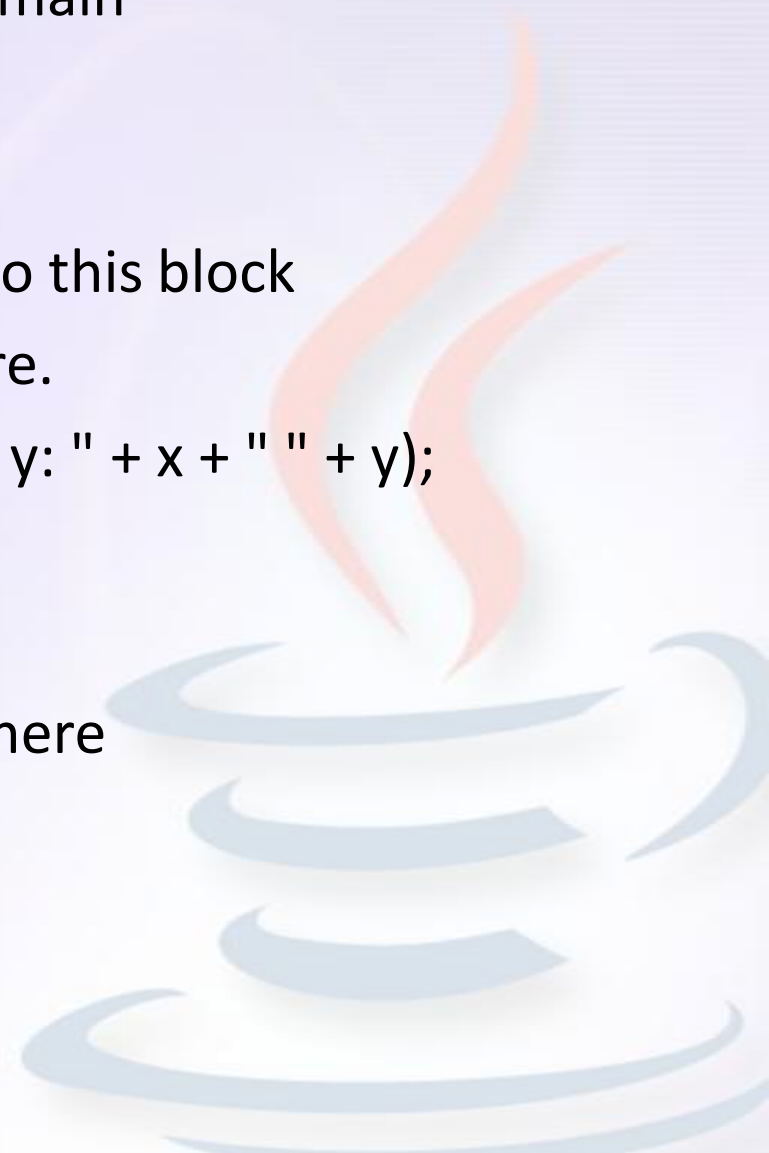 main
o this block
re.
y: " + x + " " + y);
here